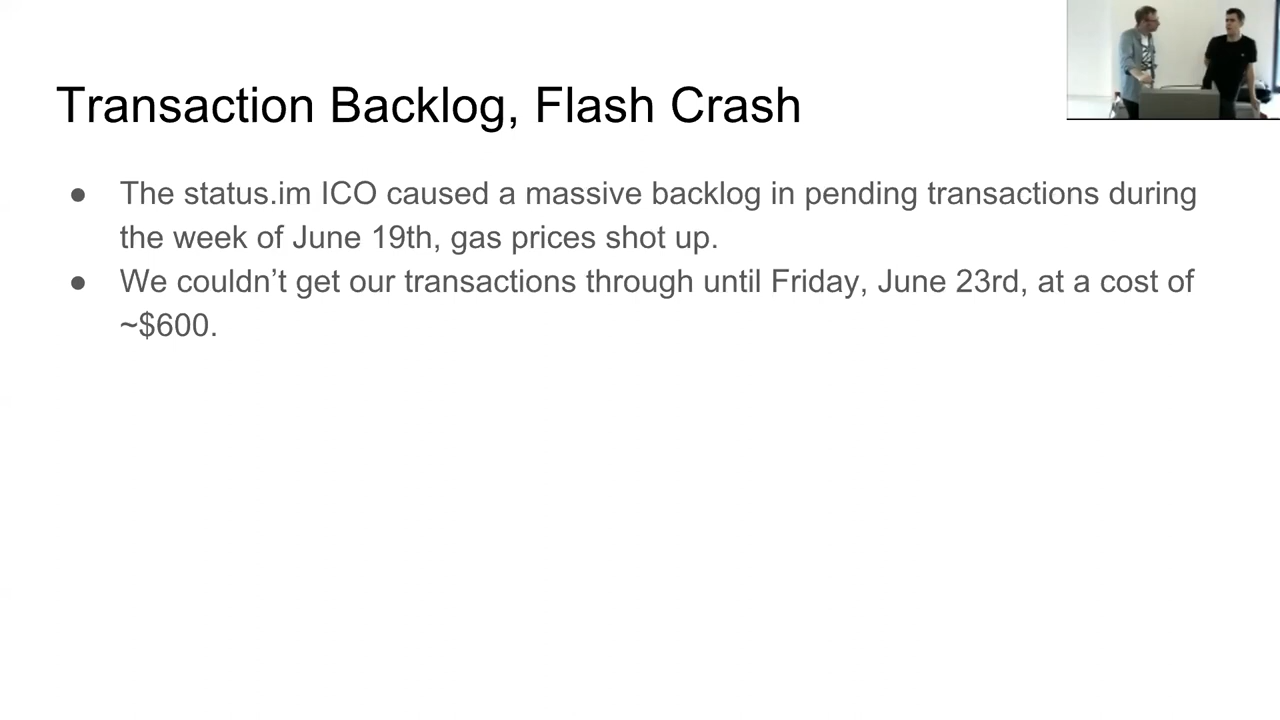 Transaction Backlog, Flash Crash
● The status.im ICO caused a massive backlog in pending transactions during
the week of June 19th, gas prices shot up.
● We couldn’t get our transactions through until Friday, June 23rd, at a cost of
~$600.